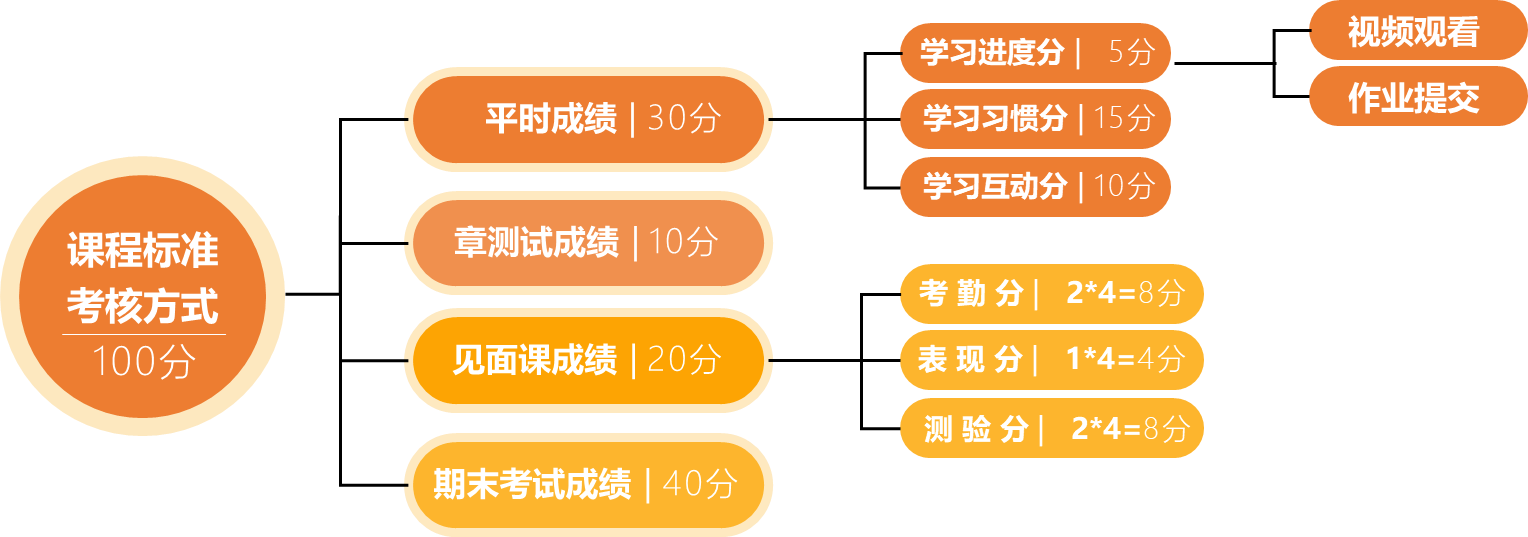 课程标准
考核方式
100分
平时成绩 | 30分
学习进度分 | 5分
视频观看
作业提交
学习习惯分 | 15分
学习互动分 | 10分
章测试成绩 | 10分
见面课成绩 | 20分
考 勤 分 | 2*4=8分
表 现 分 | 1*4=4分
测 验 分 | 2*4=8分
期末考试成绩 | 40分